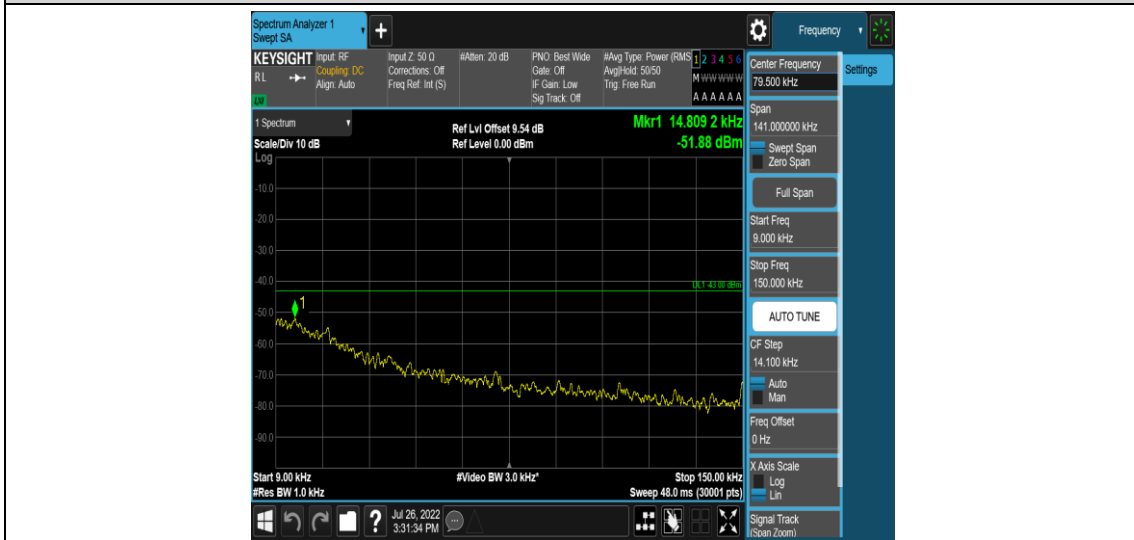 Spectrum Analyzer 1
Swept SA
Frequency
KEYSIGHT
RL
LXI
Input: RF
Coupling: DC
Align: Auto
Input Z: 50 Ω
Corrections: Off
Freq Ref: Int (S)
#Atten: 20 dB
PNO: Best Wide
Gate: Off
IF Gain: Low
Sig Track: Off
#Avg Type: Power (RMS
Avg|Hold: 50/50
Trig: Free Run
1 2 3 4 5 6
M W W W W W
A A A A A A
1 Spectrum
Scale/Div 10 dB
Ref Lvl Offset 9.54 dB
Ref Level 0.00 dBm
Mkr1 14.809 2 kHz
-51.88 dBm
Log
-10.0
-20.0
-30.0
-40.0
DL1 -43.00 dBm
1
-50.0
-60.0
-70.0
-80.0
-90.0
Start 9.00 kHz
#Video BW 3.0 kHz*
Stop 150.00 kHz
#Res BW 1.0 kHz
Sweep 48.0 ms (30001 pts)
Center Frequency
79.500 kHz
Settings
Span
141.000000 kHz
Swept Span
Zero Span
Full Span
Start Freq
9.000 kHz
Stop Freq
150.000 kHz
AUTO TUNE
CF Step
14.100 kHz
Auto
Man
Freq Offset
0 Hz
X Axis Scale
Log
Lin
Signal Track
(Span Zoom)
?
Jul 26, 2022
3:31:34 PM